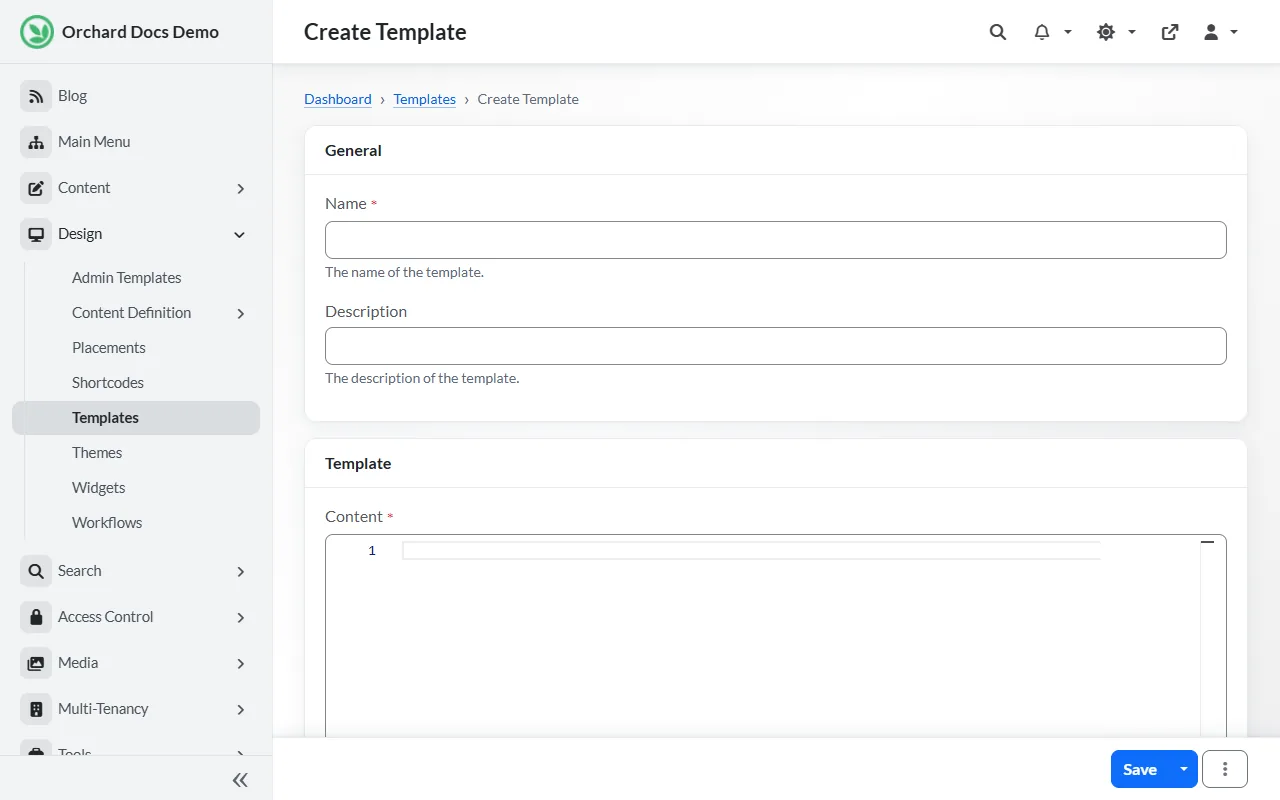 Orchard Docs Demo
Create Template
Blog
Main Menu
Content
Design
Admin Templates
Content Definition
Placements
Shortcodes
Templates
Themes
Widgets
Workflows
Search
Access Control
Media
Multi-Tenancy
Tools
Dashboard › Templates › Create Template
General
Name *
The name of the template.
Description
The description of the template.
Template
Content *
1
Save